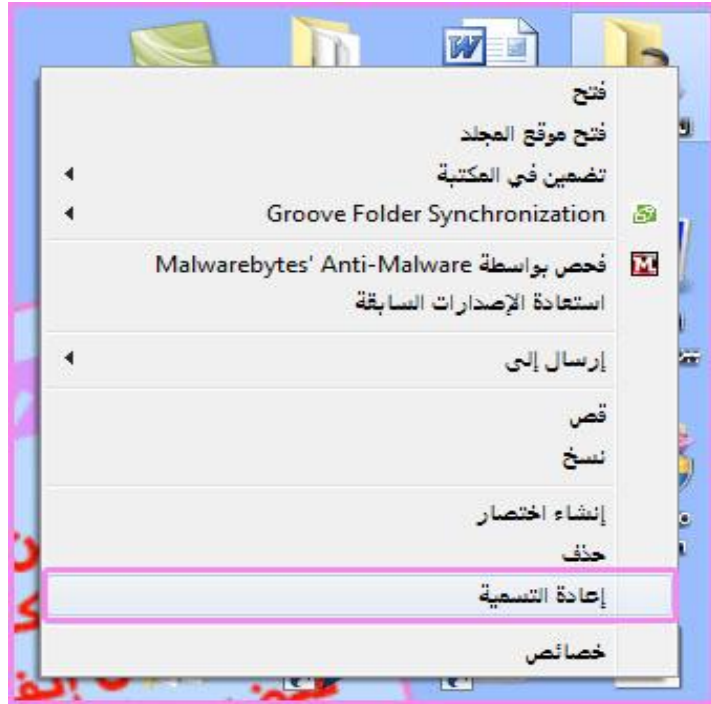 فتح
فتح موقع المجلد
تضمين في المكتبة
Groove Folder Synchronization
فحص بواسطة Malwarebytes' Anti-Malware
استعادة الإصدارات السابقة
إرسال إلى
قص
نسخ
إنشاء اختصار
حذف
إعادة التسمية
خصائص